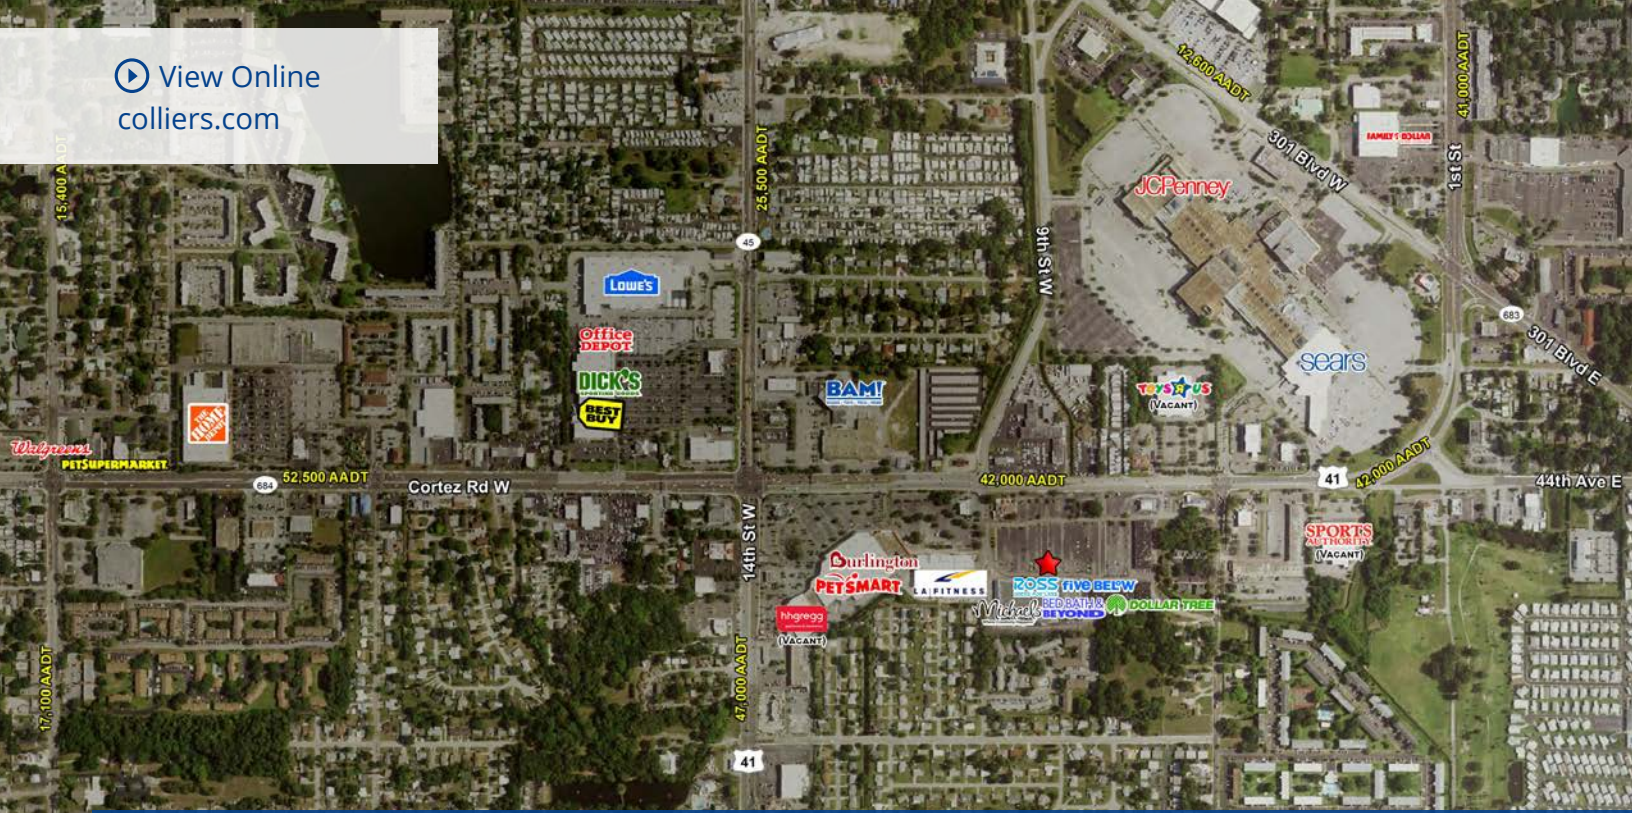 View Online
colliers.com
15,400 AADT
25,500 AADT
12,600 AADT
41,000 AADT
FAMILY DOLLAR
301 Blvd W
1st St
JCPenney
45
9th St W
LOWE'S
683
301 Blvd E
Office
DEPOT
sears
DICK'S
SPORTING GOODS
BAM!
TOYS R US
(VACANT)
THE HOME DEPOT
BEST
BUY
Walgreens
PETSUPERMARKET
52,500 AADT
684
Cortez Rd W
42,000 AADT
41
42,000 AADT
44th Ave E
14th St W
SPORTS
AUTHORITY
(VACANT)
Burlington
PETSMART
LA FITNESS
ROSS
five BEL°W
Michaels
BED BATH &
BEYOND
DOLLAR TREE
hhgregg
(VACANT)
17,100 AADT
47,000 AADT
41